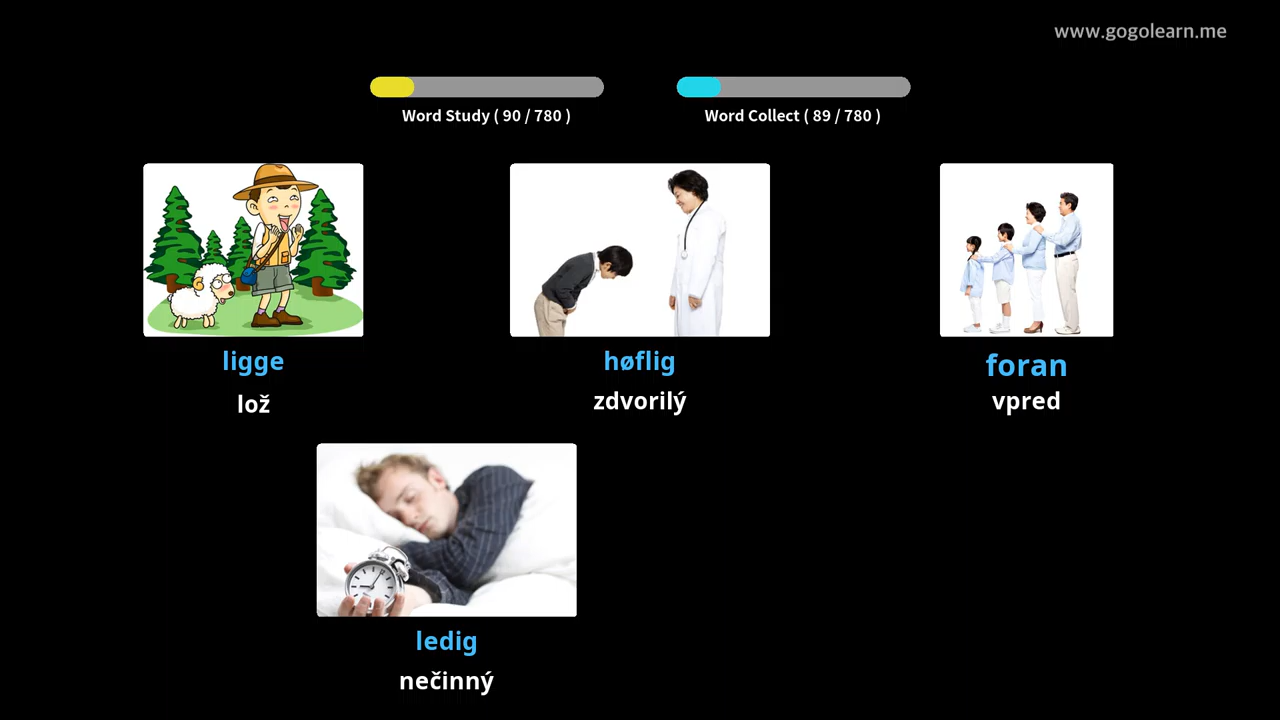 www.gogolearn.me
Word Study ( 90 / 780 )
Word Collect ( 89 / 780 )
ligge
lož
høflig
zdvorilý
foran
vpred
ledig
nečinný